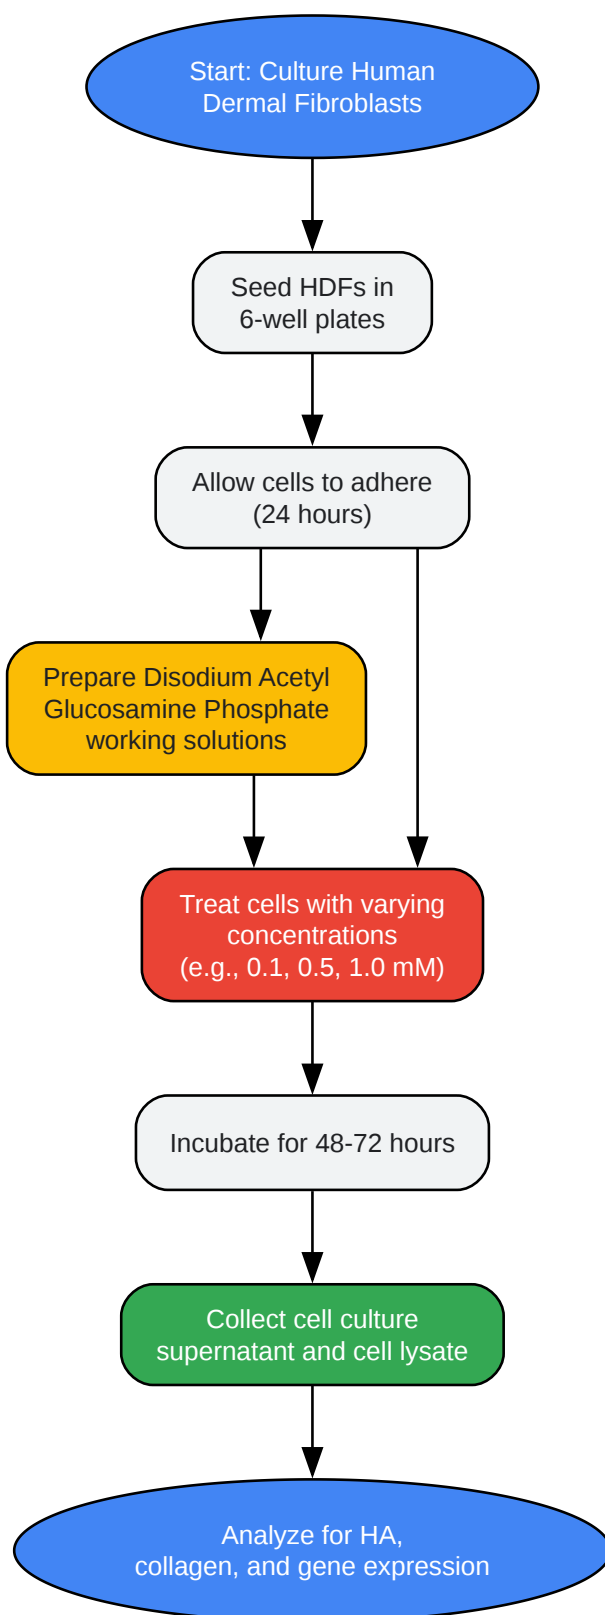 Start: Culture Human
Dermal Fibroblasts
Seed HDFs in
6-well plates
Allow cells to adhere
(24 hours)
Prepare Disodium Acetyl
Glucosamine Phosphate
working solutions
Treat cells with varying
concentrations
(e.g., 0.1, 0.5, 1.0 mM)
Incubate for 48-72 hours
Collect cell culture
supernatant and cell lysate
Analyze for HA,
collagen, and gene expression